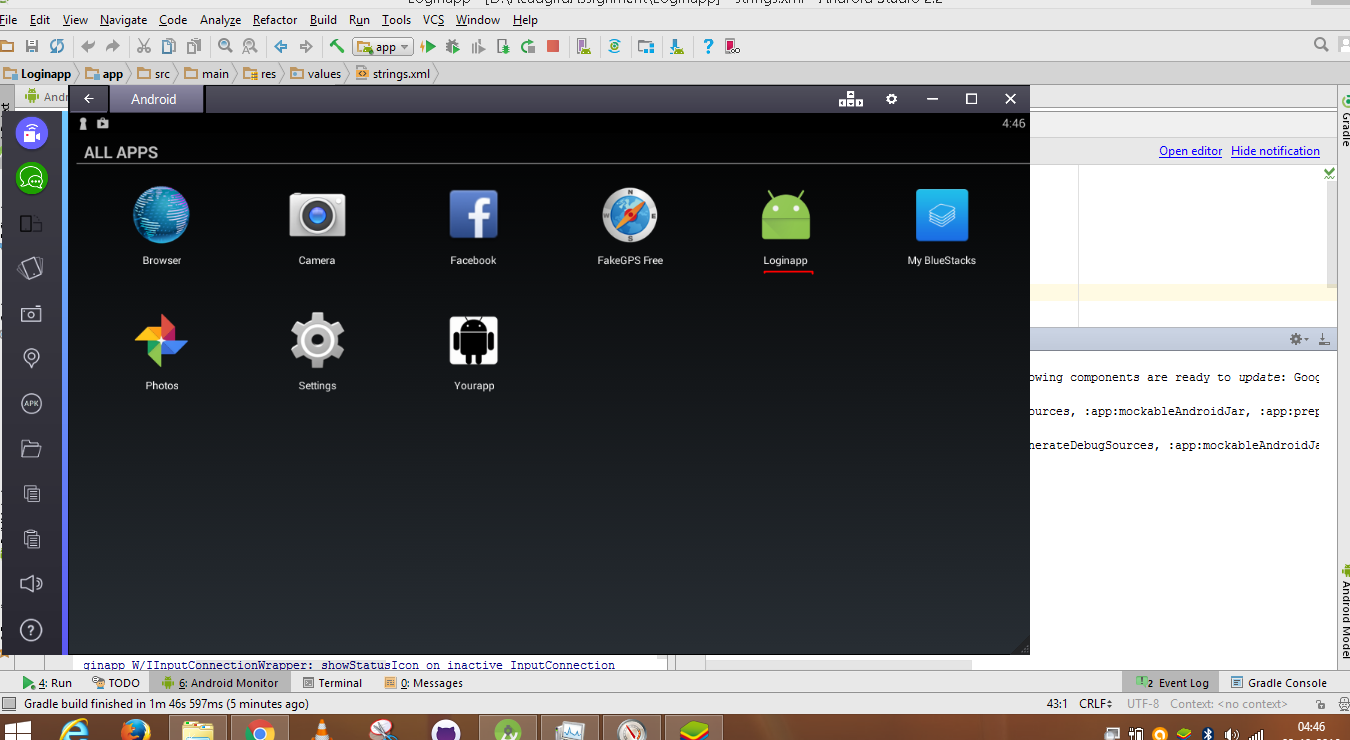 Loginapp - [D:\AcadgildAssignment\Loginapp] - strings.xml - Android Studio 2.2
File Edit View Navigate Code Analyze Refactor Build Run Tools VCS Window Help
app
Loginapp app src main res values strings.xml
Andr
Android
Gradle
4:46
ALL APPS
Open editor Hide notification
Browser Camera Facebook FakeGPS Free Loginapp My BlueStacks
Photos Settings Yourapp
owing components are ready to update: Goog
APK
ources, :app:mockableAndroidJar, :app:prep
nerateDebugSources, :app:mockableAndroidJa
Android Model
ginapp W/IInputConnectionWrapper: showStatusIcon on inactive InputConnection
4: Run TODO 6: Android Monitor Terminal 0: Messages 2 Event Log Gradle Console
Gradle build finished in 1m 46s 597ms (5 minutes ago) 43:1 CRLF UTF-8 Context: <no context>
04:46